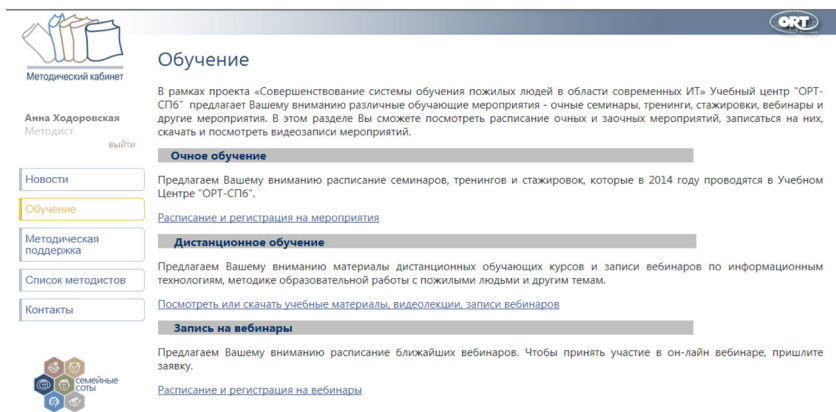 ORT
Методический кабинет
Анна Ходоровская
Методист
выйти
Новости
Обучение
Методическая
поддержка
Список методистов
Контакты
семейные
соты
Обучение
В рамках проекта «Совершенствование системы обучения пожилых людей в области современных ИТ» Учебный центр "ОРТ-
СПб" предлагает Вашему вниманию различные обучающие мероприятия - очные семинары, тренинги, стажировки, вебинары и
другие мероприятия. В этом разделе Вы сможете посмотреть расписание очных и заочных мероприятий, записаться на них,
скачать и посмотреть видеозаписи мероприятий.
Очное обучение
Предлагаем Вашему вниманию расписание семинаров, тренингов и стажировок, которые в 2014 году проводятся в Учебном
Центре "ОРТ-СПб".
Расписание и регистрация на мероприятия
Дистанционное обучение
Предлагаем Вашему вниманию материалы дистанционных обучающих курсов и записи вебинаров по информационным
технологиям, методике образовательной работы с пожилыми людьми и другим темам.
Посмотреть или скачать учебные материалы, видеолекции, записи вебинаров
Запись на вебинары
Предлагаем Вашему вниманию расписание ближайших вебинаров. Чтобы принять участие в он-лайн вебинаре, пришлите
заявку.
Расписание и регистрация на вебинары